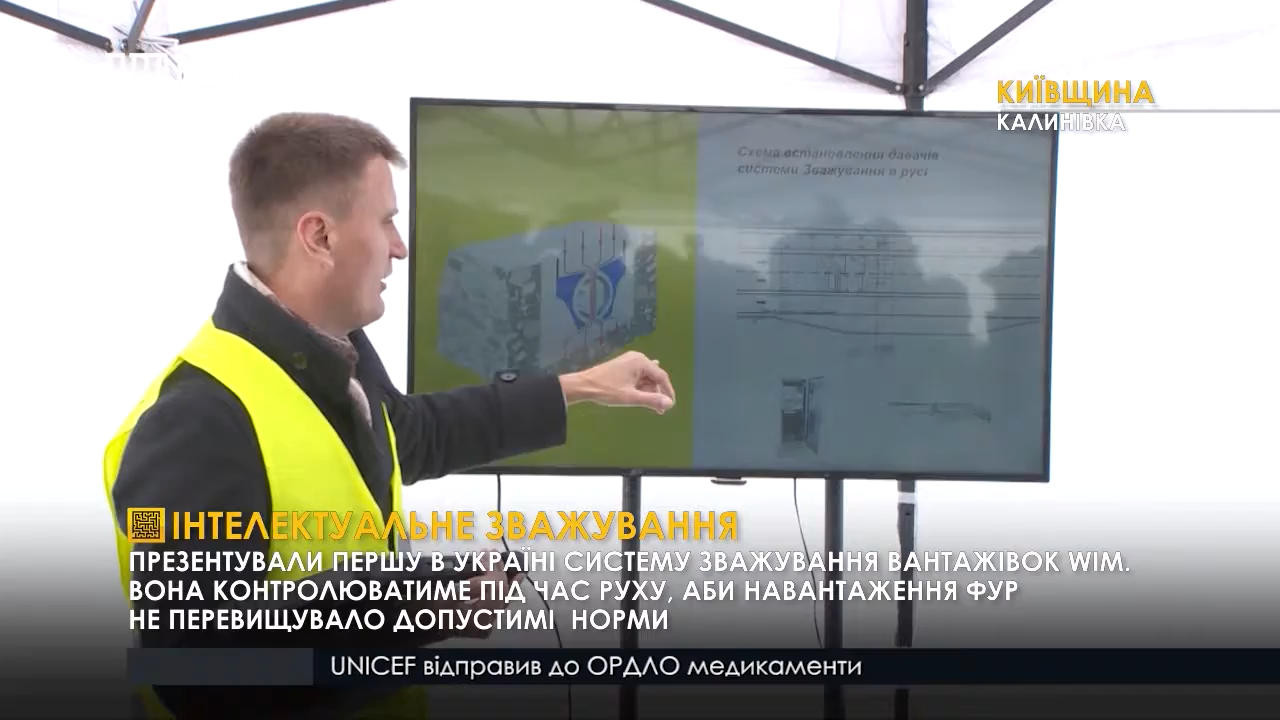 КИЇВЩИНА
КАЛИНІВКА
Схема встановлення давачів
системи Зважування в русі
ІНТЕЛЕКТУАЛЬНЕ ЗВАЖУВАННЯ
ПРЕЗЕНТУВАЛИ ПЕРШУ В УКРАЇНІ СИСТЕМУ ЗВАЖУВАННЯ ВАНТАЖІВОК WIM.
ВОНА КОНТРОЛЮВАТИМЕ ПІД ЧАС РУХУ, АБИ НАВАНТАЖЕННЯ ФУР
НЕ ПЕРЕВИЩУВАЛО ДОПУСТИМІ НОРМИ
UNICEF відправив до ОРДЛО медикаменти